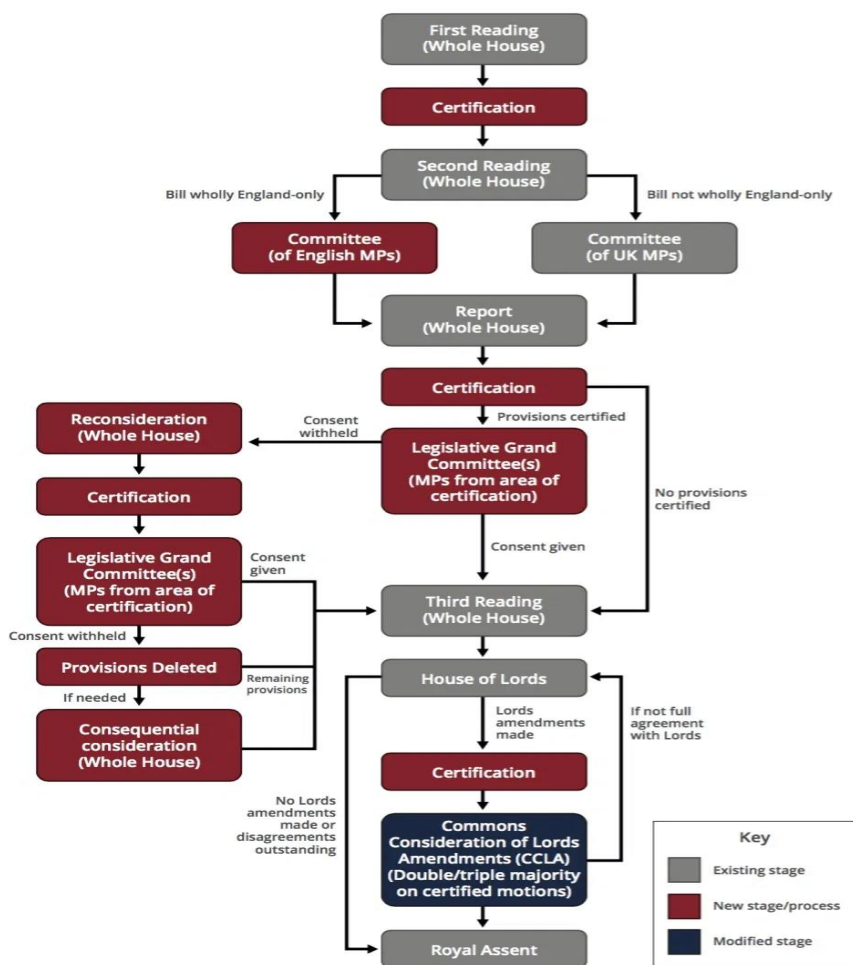 First Reading
(Whole House)
Certification
Second Reading
(Whole House)
Bill wholly England-only
Bill not wholly England-only
Committee
(of English MPs)
Committee
(of UK MPs)
Report
(Whole House)
Certification
Provisions certified
Consent
withheld
Reconsideration
(Whole House)
Legislative Grand
Committee(s)
(MPs from area of
certification)
No provisions
certified
Certification
Consent given
Legislative Grand
Committee(s)
(MPs from area of
certification)
Consent
given
Third Reading
(Whole House)
Consent withheld
Provisions Deleted
Remaining
provisions
If needed
Consequential
consideration
(Whole House)
House of Lords
Lords
amendments
made
If not full
agreement
with Lords
Certification
No Lords
amendments
made or
disagreements
outstanding
Commons
Consideration of Lords
Amendments (CCLA)
(Double/triple majority
on certified motions)
Royal Assent
Key
Existing stage
New stage/process
Modified stage